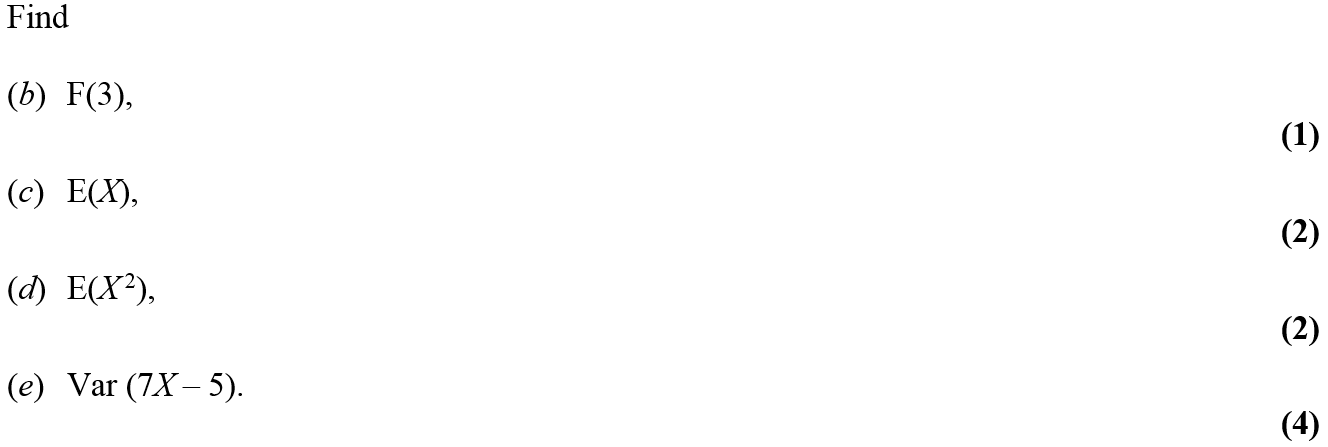 Find
(b) F(3),
(1)
(c) E(X),
(2)
(d) E(X²),
(2)
(e) Var (7X – 5).
(4)